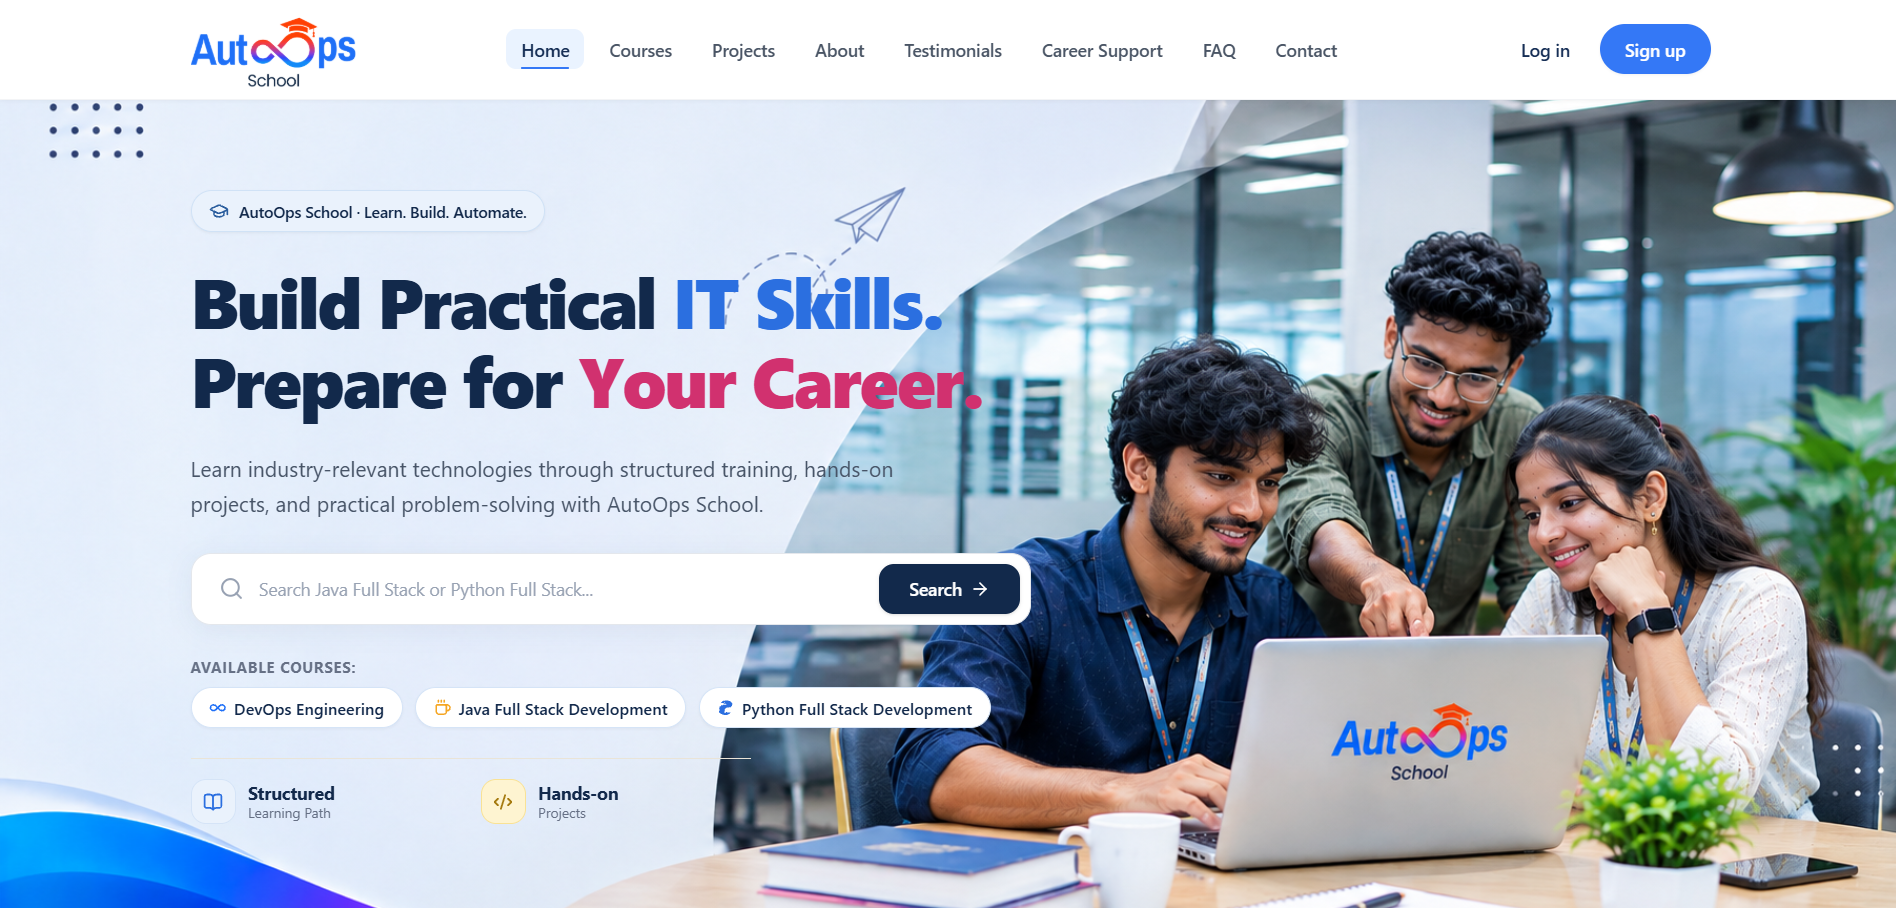 AutoOps
School
Home
Courses
Projects
About
Testimonials
Career Support
FAQ
Contact
Log in
Sign up
AutoOps School · Learn. Build. Automate.
Build Practical IT Skills.
Prepare for Your Career.
Learn industry-relevant technologies through structured training, hands-on
projects, and practical problem-solving with AutoOps School.
Search Java Full Stack or Python Full Stack...
Search
AVAILABLE COURSES:
DevOps Engineering
Java Full Stack Development
Python Full Stack Development
Structured
Learning Path
Hands-on
Projects
AutoOps
School